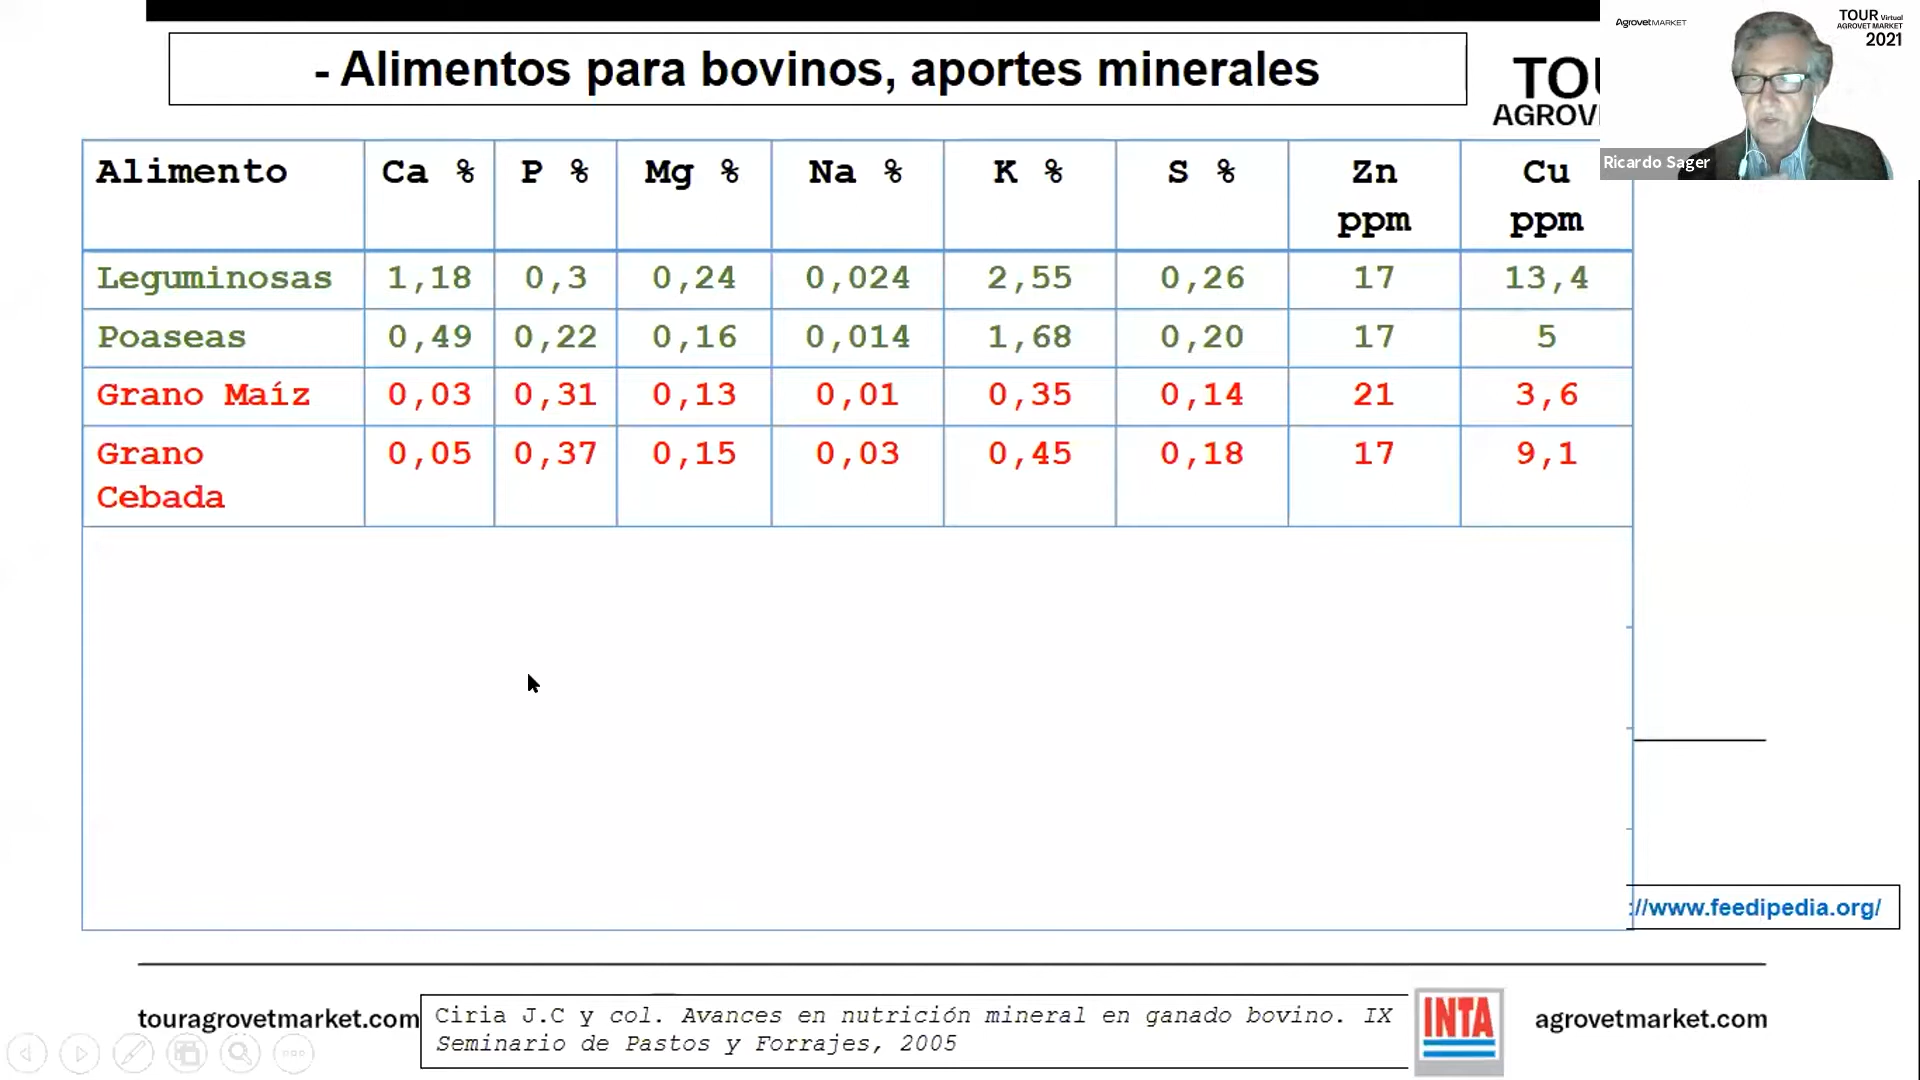 - Alimentos para bovinos, aportes minerales
TOU
AGROV
AgrovetMARKET
TOUR Virtual
AGROVET MARKET
2021
Ricardo Sager
Alimento Ca % P % Mg % Na % K % S % Zn ppm Cu ppm
Leguminosas 1,18 0,3 0,24 0,024 2,55 0,26 17 13,4
Poaseas 0,49 0,22 0,16 0,014 1,68 0,20 17 5
Grano Maíz 0,03 0,31 0,13 0,01 0,35 0,14 21 3,6
Grano Cebada 0,05 0,37 0,15 0,03 0,45 0,18 17 9,1
://www.feedipedia.org/
touragrovetmarket.com
Ciria J.C y col. Avances en nutrición mineral en ganado bovino. IX
Seminario de Pastos y Forrajes, 2005
INTA
agrovetmarket.com